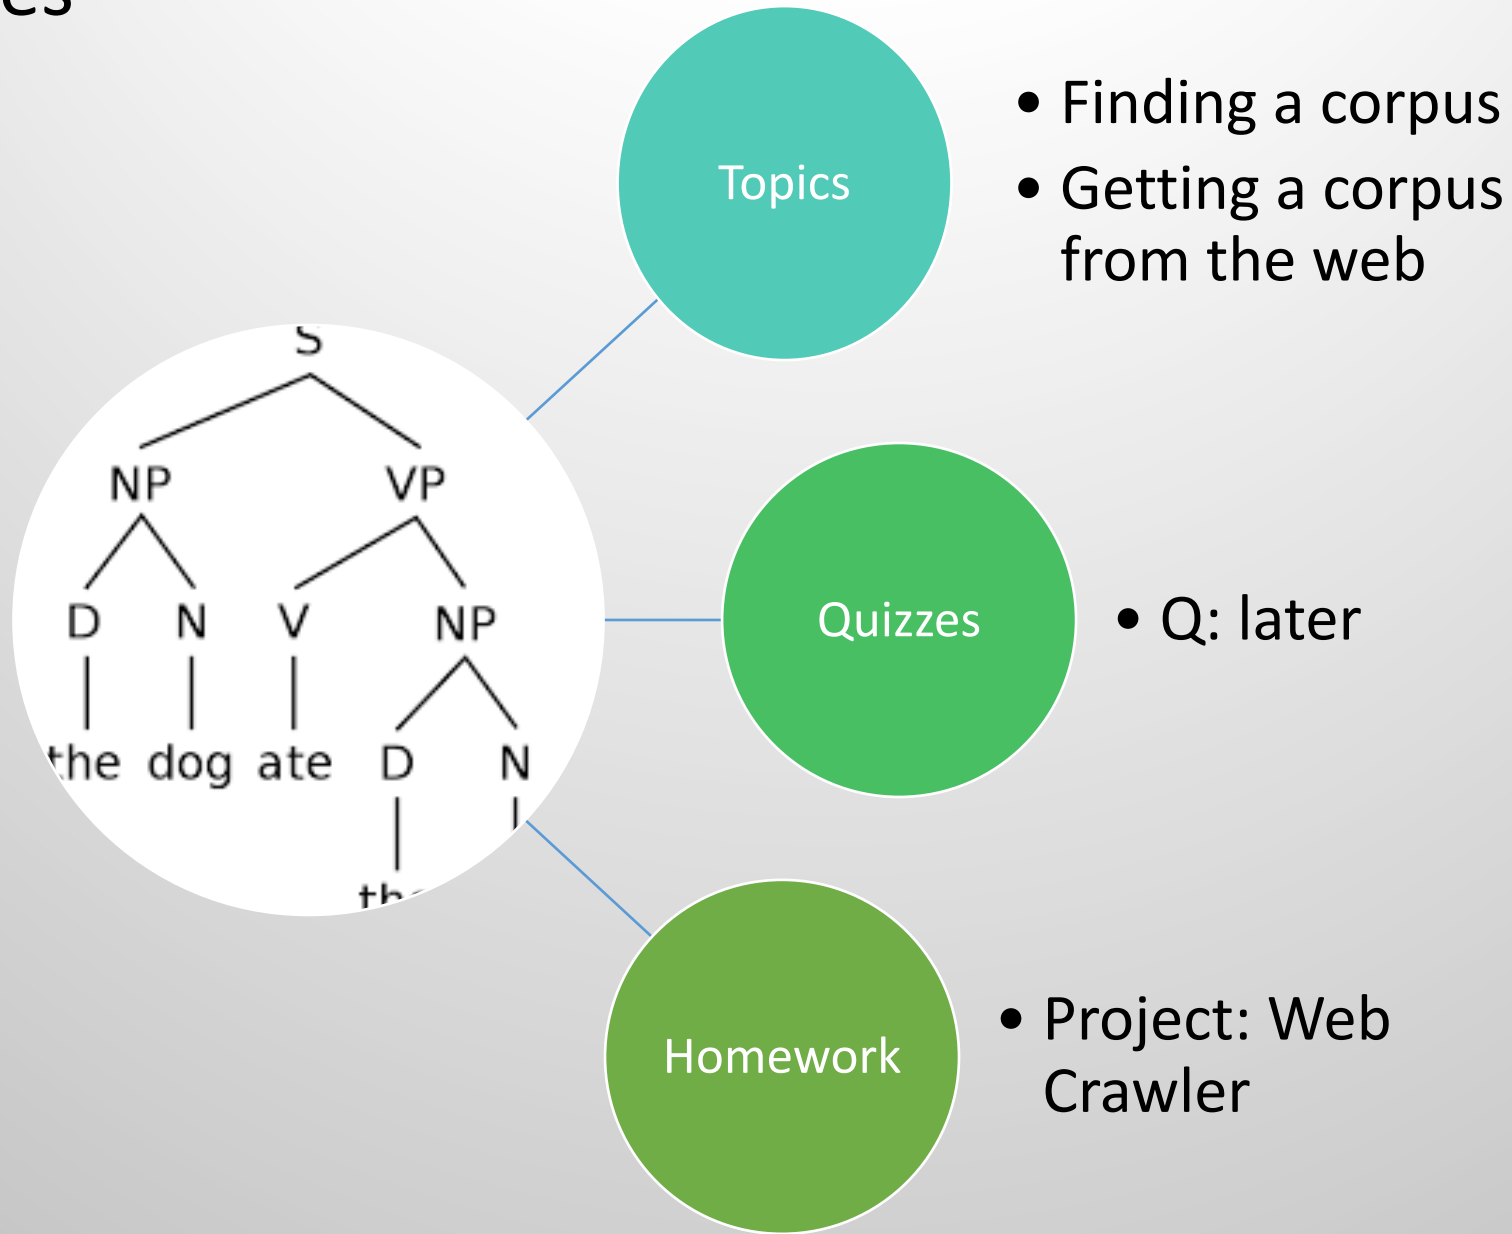 Topics
• Finding a corpus
• Getting a corpus
from the web
S
NP VP
D N V NP
the dog ate D N
Quizzes
• Q: later
Homework
• Project: Web
Crawler